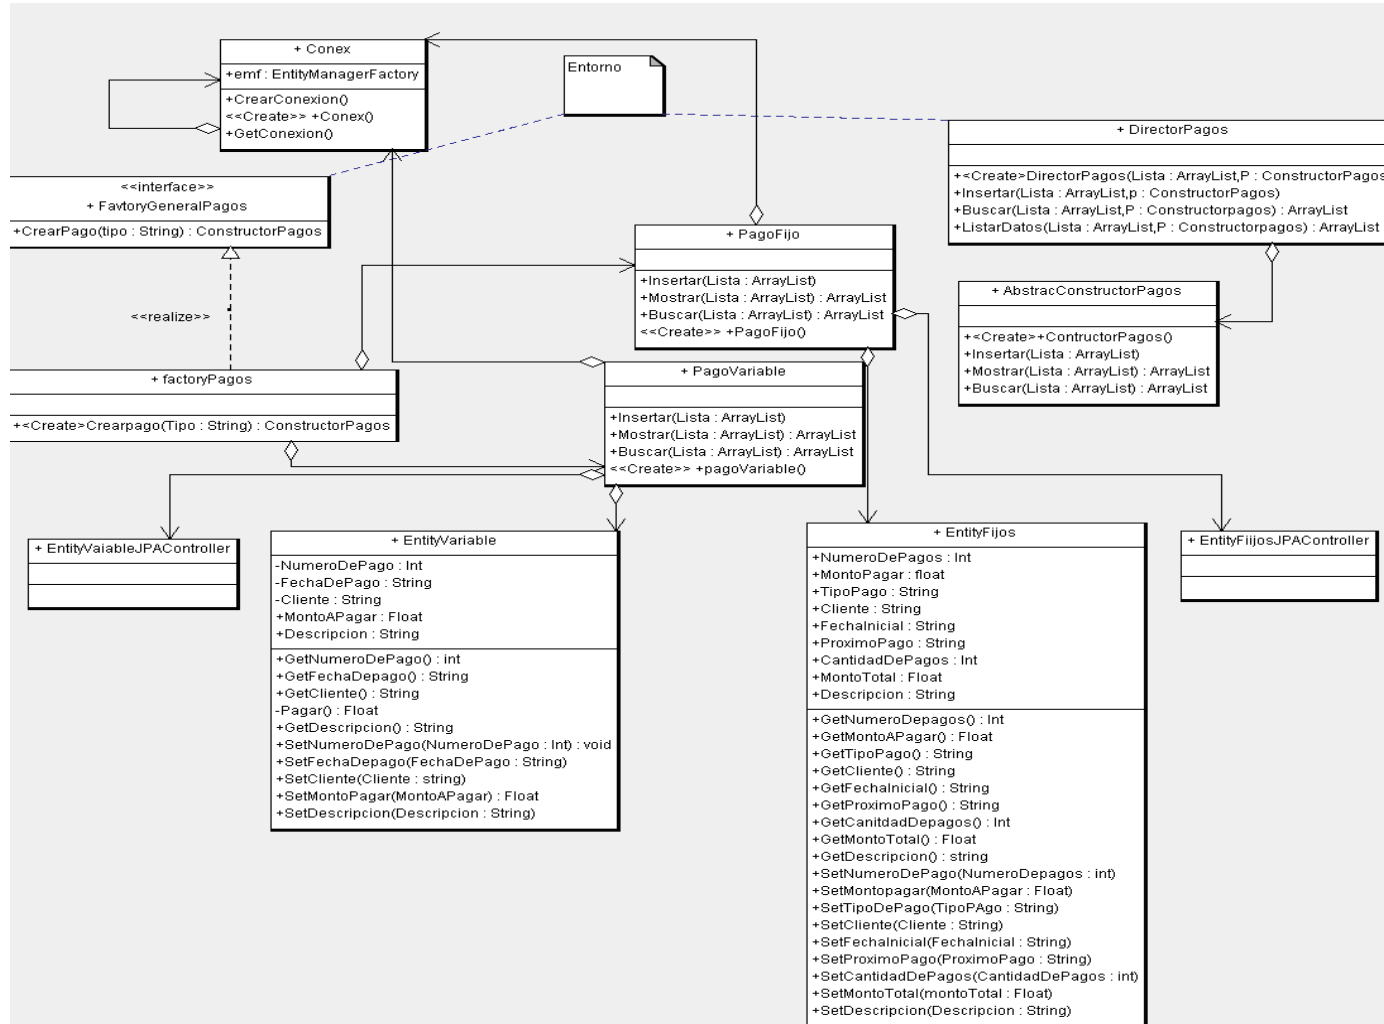 + Conex
+emf : EntityManagerFactory
+CrearConexion()
<<Create>> +Conex()
+GetConexion()
Entorno
+ DirectorPagos
+<Create>DirectorPagos(Lista : ArrayList,P : ConstructorPagos
+Insertar(Lista : ArrayList,p : ConstructorPagos)
+Buscar(Lista : ArrayList,P : Constructorpagos) : ArrayList
+ListarDatos(Lista : ArrayList,P : Constructorpagos) : ArrayList
<<interface>>
+ FavtoryGeneralPagos
+CrearPago(tipo : String) : ConstructorPagos
+ PagoFijo
+Insertar(Lista : ArrayList)
+Mostrar(Lista : ArrayList) : ArrayList
+Buscar(Lista : ArrayList) : ArrayList
<<Create>> +PagoFijo()
+ AbstracConstructorPagos
+<Create>+ContructorPagos()
+Insertar(Lista : ArrayList)
+Mostrar(Lista : ArrayList) : ArrayList
+Buscar(Lista : ArrayList) : ArrayList
<<realize>>
+ factoryPagos
+<Create>Crearpago(Tipo : String) : ConstructorPagos
+ PagoVariable
+Insertar(Lista : ArrayList)
+Mostrar(Lista : ArrayList) : ArrayList
+Buscar(Lista : ArrayList) : ArrayList
<<Create>> +pagoVariable()
+ EntityVaiableJPAController
+ EntityVariable
-NumeroDePago : Int
-FechaDePago : String
-Cliente : String
+MontoAPagar : Float
+Descripcion : String
+GetNumeroDePago() : int
+GetFechaDepago() : String
+GetCliente() : String
-Pagar() : Float
+GetDescripcion() : String
+SetNumeroDePago(NumeroDePago : Int) : void
+SetFechaDepago(FechaDePago : String)
+SetCliente(Cliente : string)
+SetMontoPagar(MontoAPagar) : Float
+SetDescripcion(Descripcion : String)
+ EntityFijos
+NumeroDePagos : Int
+MontoPagar : float
+TipoPago : String
+Cliente : String
+FechaInicial : String
+ProximoPago : String
+CantidadDePagos : Int
+MontoTotal : Float
+Descripcion : String
+GetNumeroDepagos() : Int
+GetMontoAPagar() : Float
+GetTipoPago() : String
+GetCliente() : String
+GetFechaInicial() : String
+GetProximoPago() : String
+GetCanitdadDepagos() : Int
+GetMontoTotal() : Float
+GetDescripcion() : string
+SetNumeroDePago(NumeroDepagos : int)
+SetMontopagar(MontoAPagar : Float)
+SetTipoDePago(TipoPAgo : String)
+SetCliente(Cliente : String)
+SetFechaInicial(FechaInicial : String)
+SetProximoPago(ProximoPago : String)
+SetCantidadDePagos(CantidadDePagos : int)
+SetMontoTotal(montoTotal : Float)
+SetDescripcion(Descripcion : String)
+ EntityFiijosJPAController